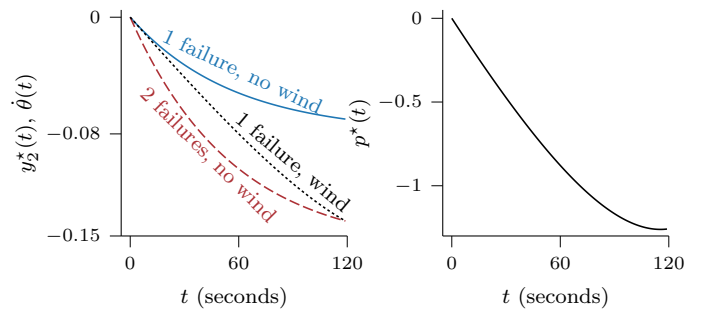 0
−0.08
−0.15
y₂⋆(t), θ̇(t)
1 failure, no wind
2 failures, no wind
1 failure, wind
0
60
120
t (seconds)
0
−0.5
−1
p⋆(t)
0
60
120
t (seconds)